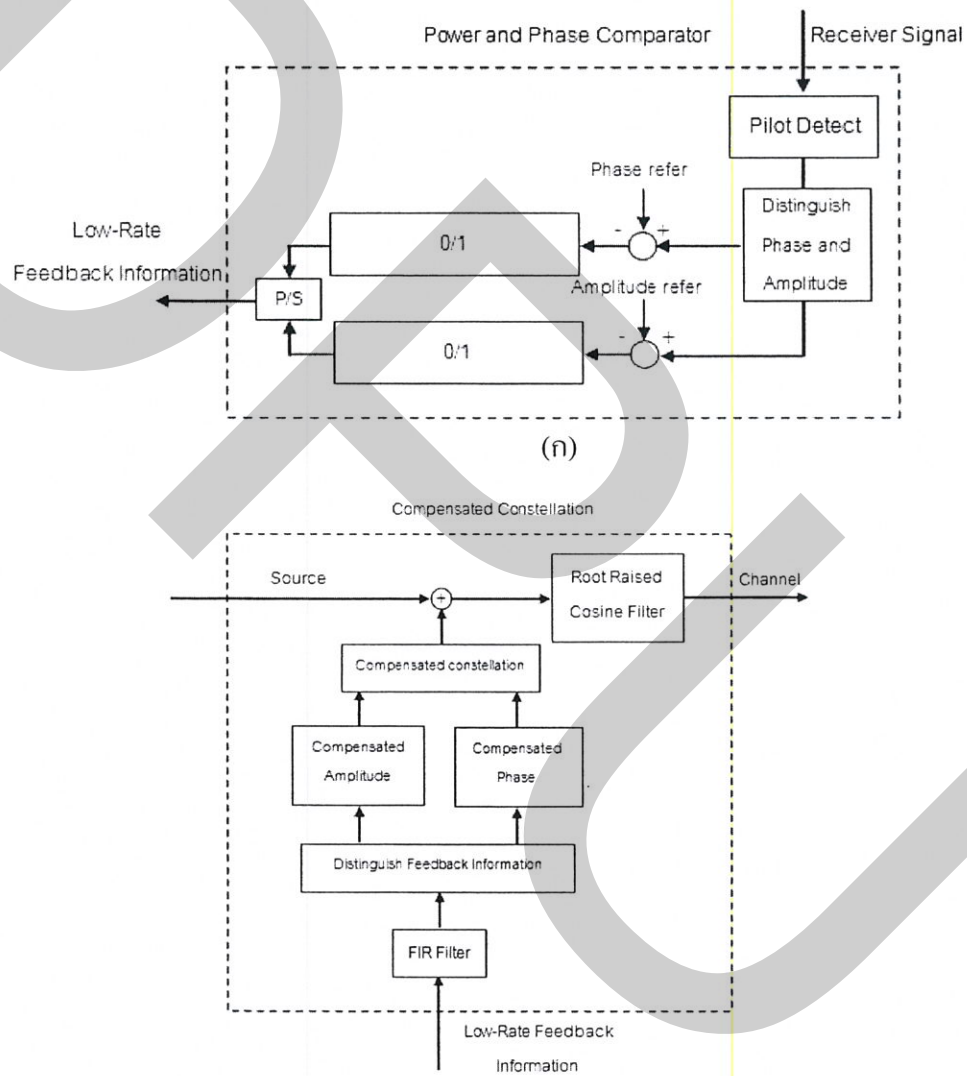 Power and Phase Comparator
Receiver Signal
Pilot Detect
Phase refer
Distinguish
Phase and
Amplitude
- +
0/1
Low-Rate
Feedback Information
P/S
Amplitude refer
- +
0/1
(ก)
Compensated Constellation
Source
+
Root Raised
Cosine Filter
Channel
Compensated constellation
Compensated
Amplitude
Compensated
Phase
Distinguish Feedback Information
FIR Filter
Low-Rate Feedback
Information